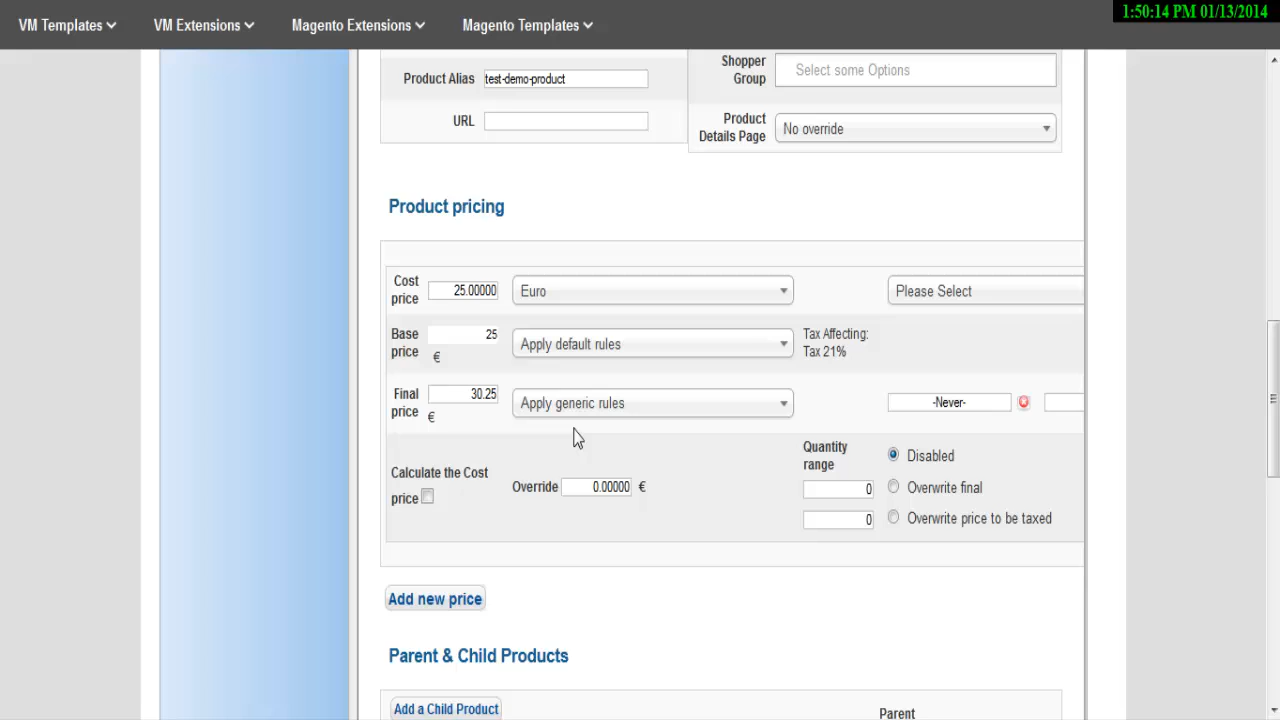 VM Templates VM Extensions Magento Extensions Magento Templates
1:50:14 PM 01/13/2014
Product Alias test-demo-product
URL
Shopper Group
Select some Options
Product Details Page
No override
Product pricing
Cost price 25.00000 Euro Please Select
Base price 25 € Apply default rules Tax Affecting: Tax 21%
Final price 30.25 € Apply generic rules -Never-
Calculate the Cost price
Override 0.00000 €
Quantity range
0
0
Disabled
Overwrite final
Overwrite price to be taxed
Add new price
Parent & Child Products
Add a Child Product
Parent